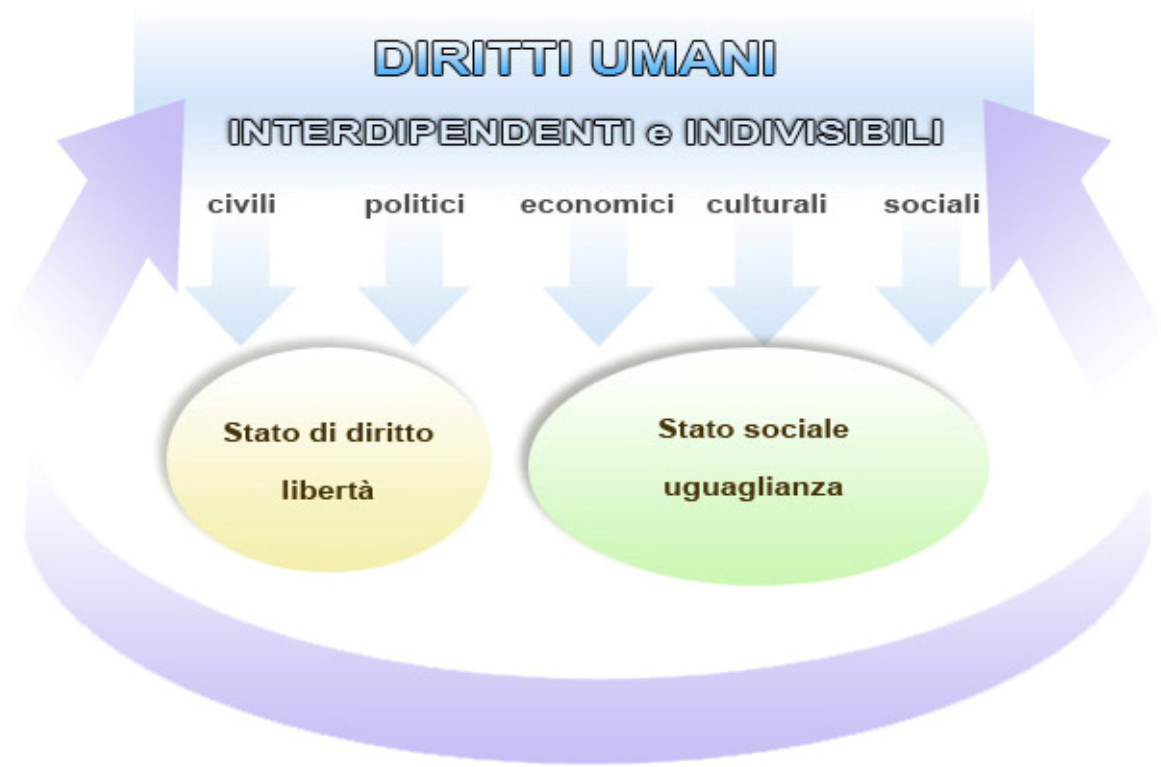 DIRITTI UMANI
INTERDIPENDENTI e INDIVISIBILI
civili politici economici culturali sociali
Stato di diritto
libertà
Stato sociale
uguaglianza